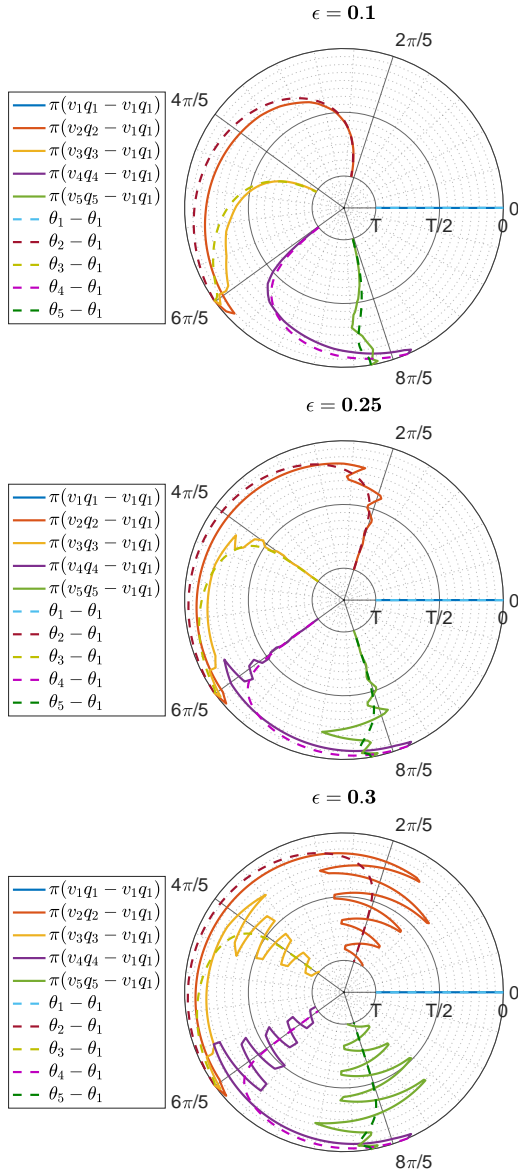 ϵ = 0.1
2π/5
4π/5
6π/5
8π/5
0
T
T/2
0
π(v₁q₁ − v₁q₁)
π(v₂q₂ − v₁q₁)
π(v₃q₃ − v₁q₁)
π(v₄q₄ − v₁q₁)
π(v₅q₅ − v₁q₁)
θ₁ − θ₁
θ₂ − θ₁
θ₃ − θ₁
θ₄ − θ₁
θ₅ − θ₁
ϵ = 0.25
2π/5
4π/5
6π/5
8π/5
0
T
T/2
0
π(v₁q₁ − v₁q₁)
π(v₂q₂ − v₁q₁)
π(v₃q₃ − v₁q₁)
π(v₄q₄ − v₁q₁)
π(v₅q₅ − v₁q₁)
θ₁ − θ₁
θ₂ − θ₁
θ₃ − θ₁
θ₄ − θ₁
θ₅ − θ₁
ϵ = 0.3
2π/5
4π/5
6π/5
8π/5
0
T
T/2
0
π(v₁q₁ − v₁q₁)
π(v₂q₂ − v₁q₁)
π(v₃q₃ − v₁q₁)
π(v₄q₄ − v₁q₁)
π(v₅q₅ − v₁q₁)
θ₁ − θ₁
θ₂ − θ₁
θ₃ − θ₁
θ₄ − θ₁
θ₅ − θ₁